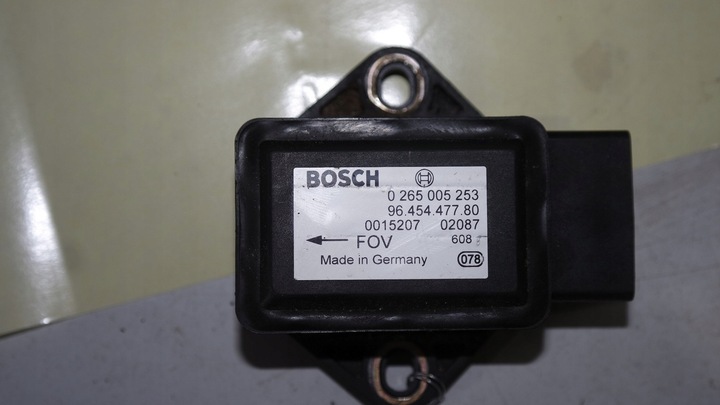 BOSCH
0 265 005 253
96.454.477.80
0015207 02087
FOV 608
Made in Germany 078